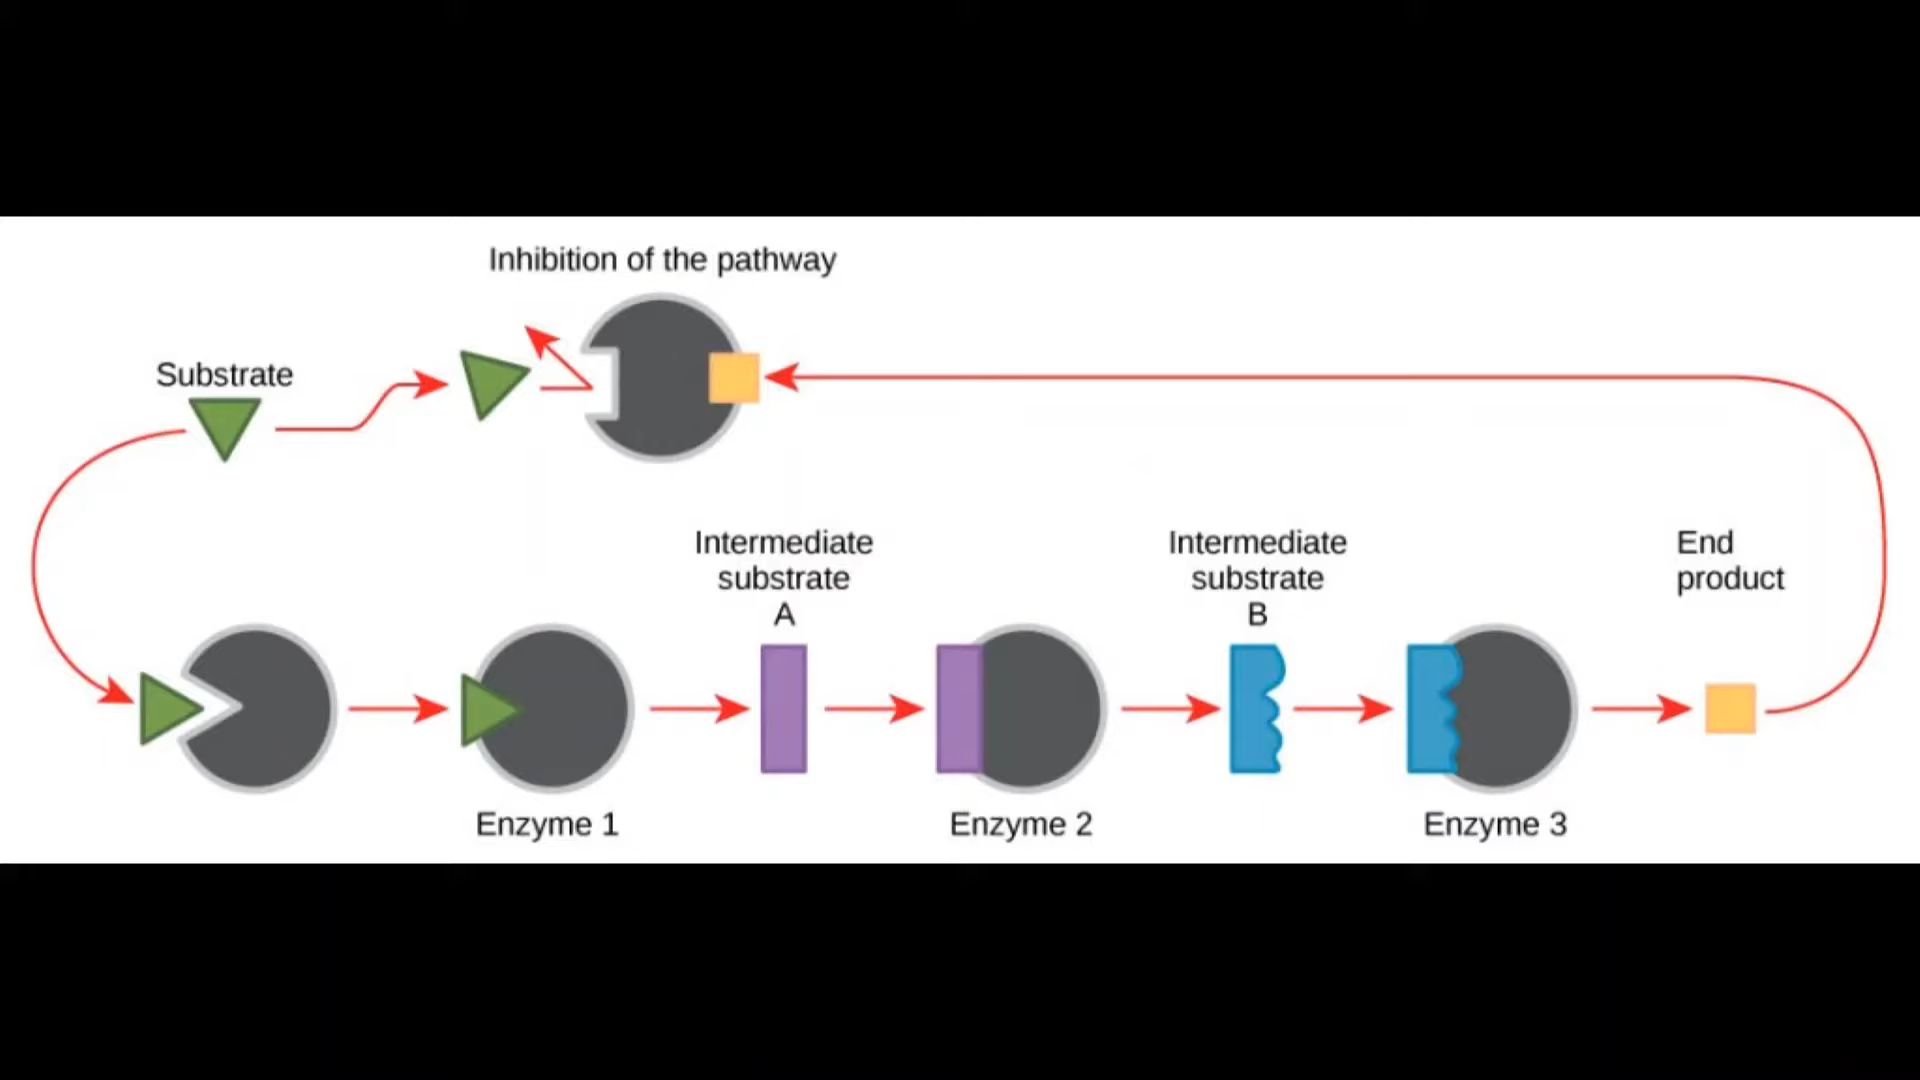 Inhibition of the pathway
Substrate
Intermediate
substrate
A
Intermediate
substrate
B
End
product
Enzyme 1
Enzyme 2
Enzyme 3